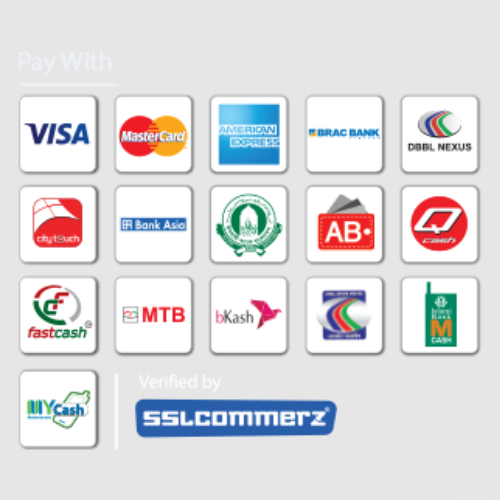 Pay With
VISA
MasterCard
AMERICAN
EXPRESS
BRAC BANK
DBBL NEXUS
citytouch
Bank Asia
AB
Q
cash
fastcash
MTB
bKash
Islami
Bank
M
CASH
MYCash
Verified by
SSLCOMMERZ